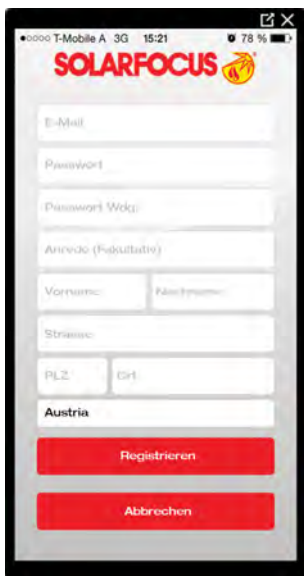 ●○○○○ T-Mobile A 3G 15:21 78 %
SOLARFOCUS
E-Mail
Passwort
Passwort Wdg.
Anrede (Fakultativ)
Vorname Nachname
Strasse
PLZ Ort
Austria
Registrieren
Abbrechen